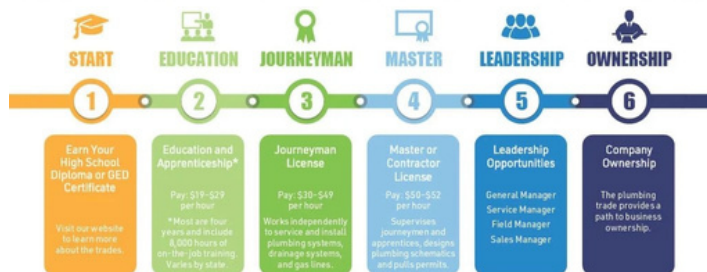 START
EDUCATION
JOURNEYMAN
MASTER
LEADERSHIP
OWNERSHIP
1
2
3
4
5
6
Earn Your
High School
Diploma or GED
Certificate
Visit our website
to learn more
about the trades.
Education and
Apprenticeship*
Pay: $19–$29
per hour
*Most are four
years and include
8,000 hours of
on-the-job training.
Varies by state.
Journeyman
License
Pay: $30–$49
per hour
Works independently
to service and install
plumbing systems,
drainage systems,
and gas lines.
Master or
Contractor
License
Pay: $50–$52
per hour
Supervises
journeymen and
apprentices, designs
plumbing schematics
and pulls permits.
Leadership
Opportunities
General Manager
Service Manager
Field Manager
Sales Manager
Company
Ownership
The plumbing
trade provides a
path to business
ownership.